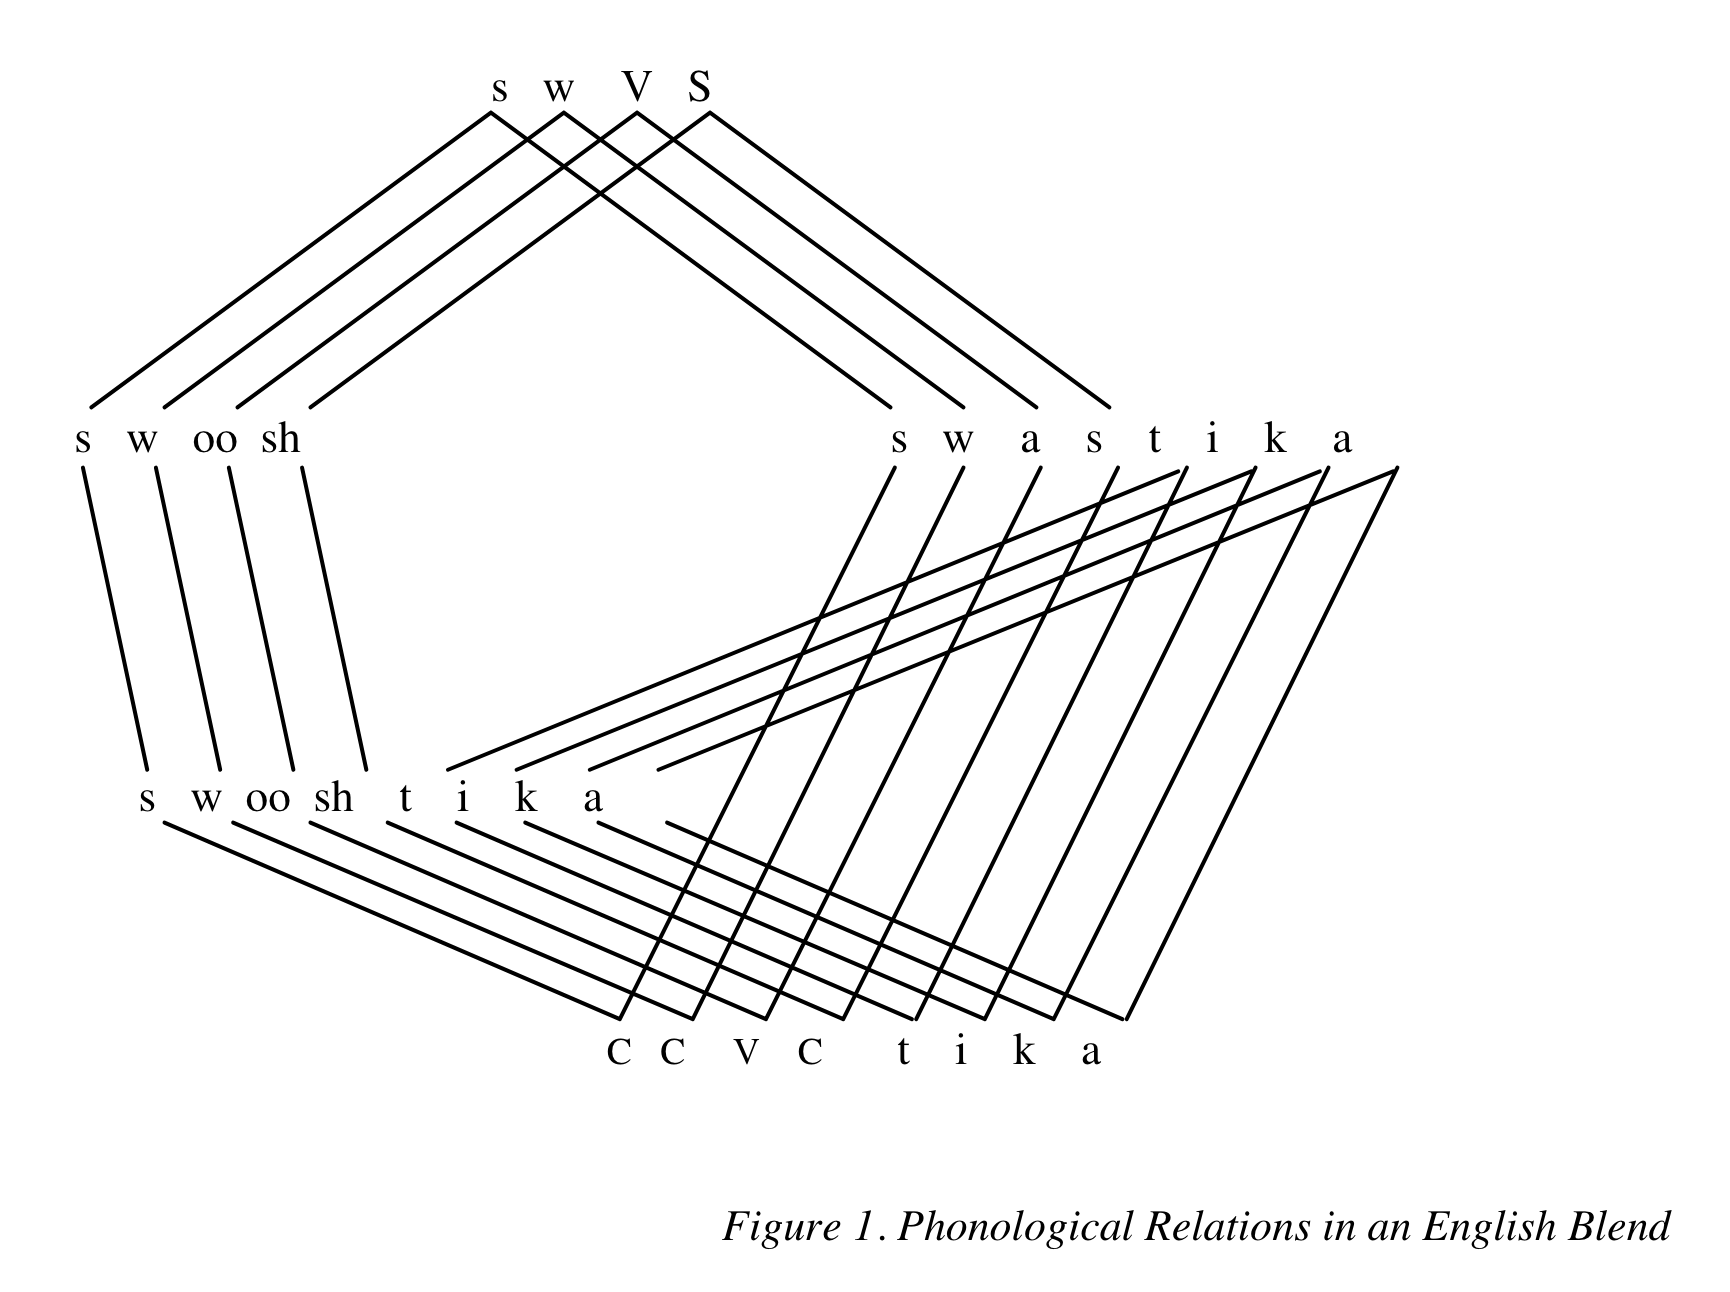 s w V S
s w oo sh s w a s t i k a
s w oo sh t i k a
C C V C t i k a
Figure 1. Phonological Relations in an English Blend